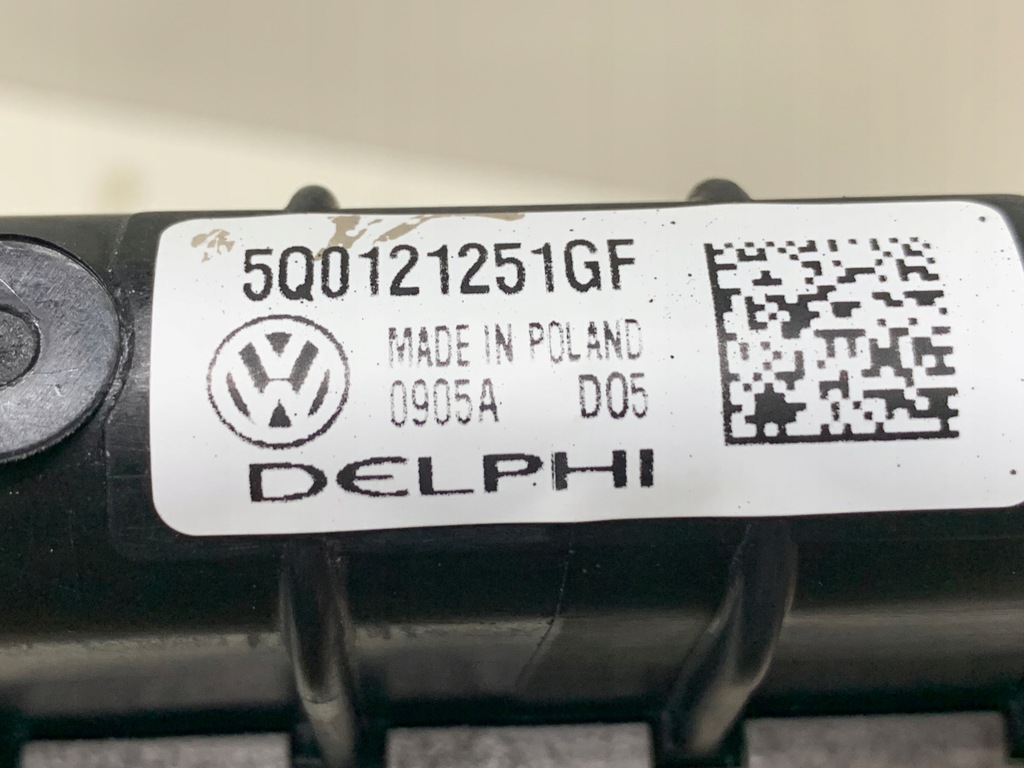 5Q0121251GF
MADE IN POLAND
0905A D05
DELPHI